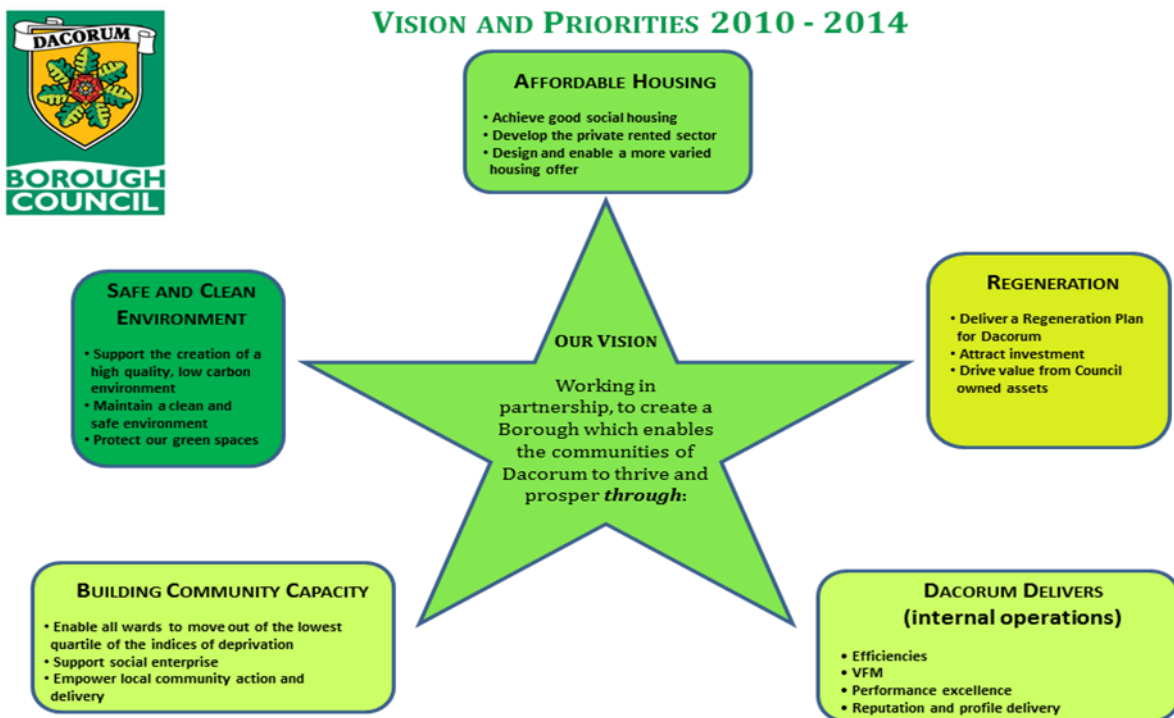 VISION AND PRIORITIES 2010 - 2014
DACORUM
BOROUGH
COUNCIL
AFFORDABLE HOUSING
• Achieve good social housing
• Develop the private rented sector
• Design and enable a more varied
housing offer
SAFE AND CLEAN
ENVIRONMENT
• Support the creation of a
high quality, low carbon
environment
• Maintain a clean and
safe environment
• Protect our green spaces
OUR VISION
Working in
partnership, to create a
Borough which enables
the communities of
Dacorum to thrive and
prosper through:
REGENERATION
• Deliver a Regeneration Plan
for Dacorum
• Attract investment
• Drive value from Council
owned assets
BUILDING COMMUNITY CAPACITY
• Enable all wards to move out of the lowest
quartile of the indices of deprivation
• Support social enterprise
• Empower local community action and
delivery
DACORUM DELIVERS
(internal operations)
• Efficiencies
• VFM
• Performance excellence
• Reputation and profile delivery